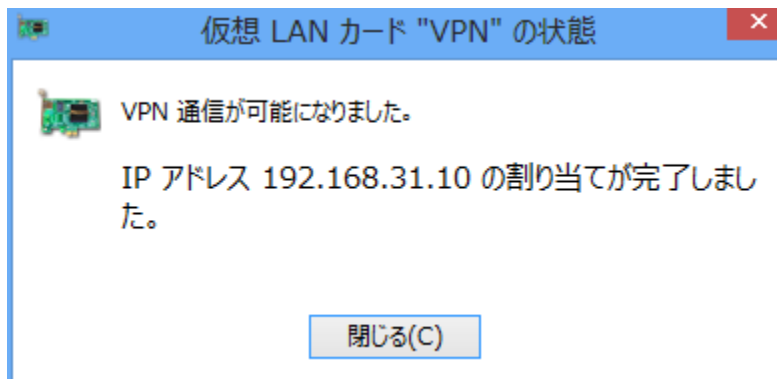 仮想 LAN カード "VPN" の状態
VPN 通信が可能になりました。
IP アドレス 192.168.31.10 の割り当てが完了しまし
た。
閉じる(C)